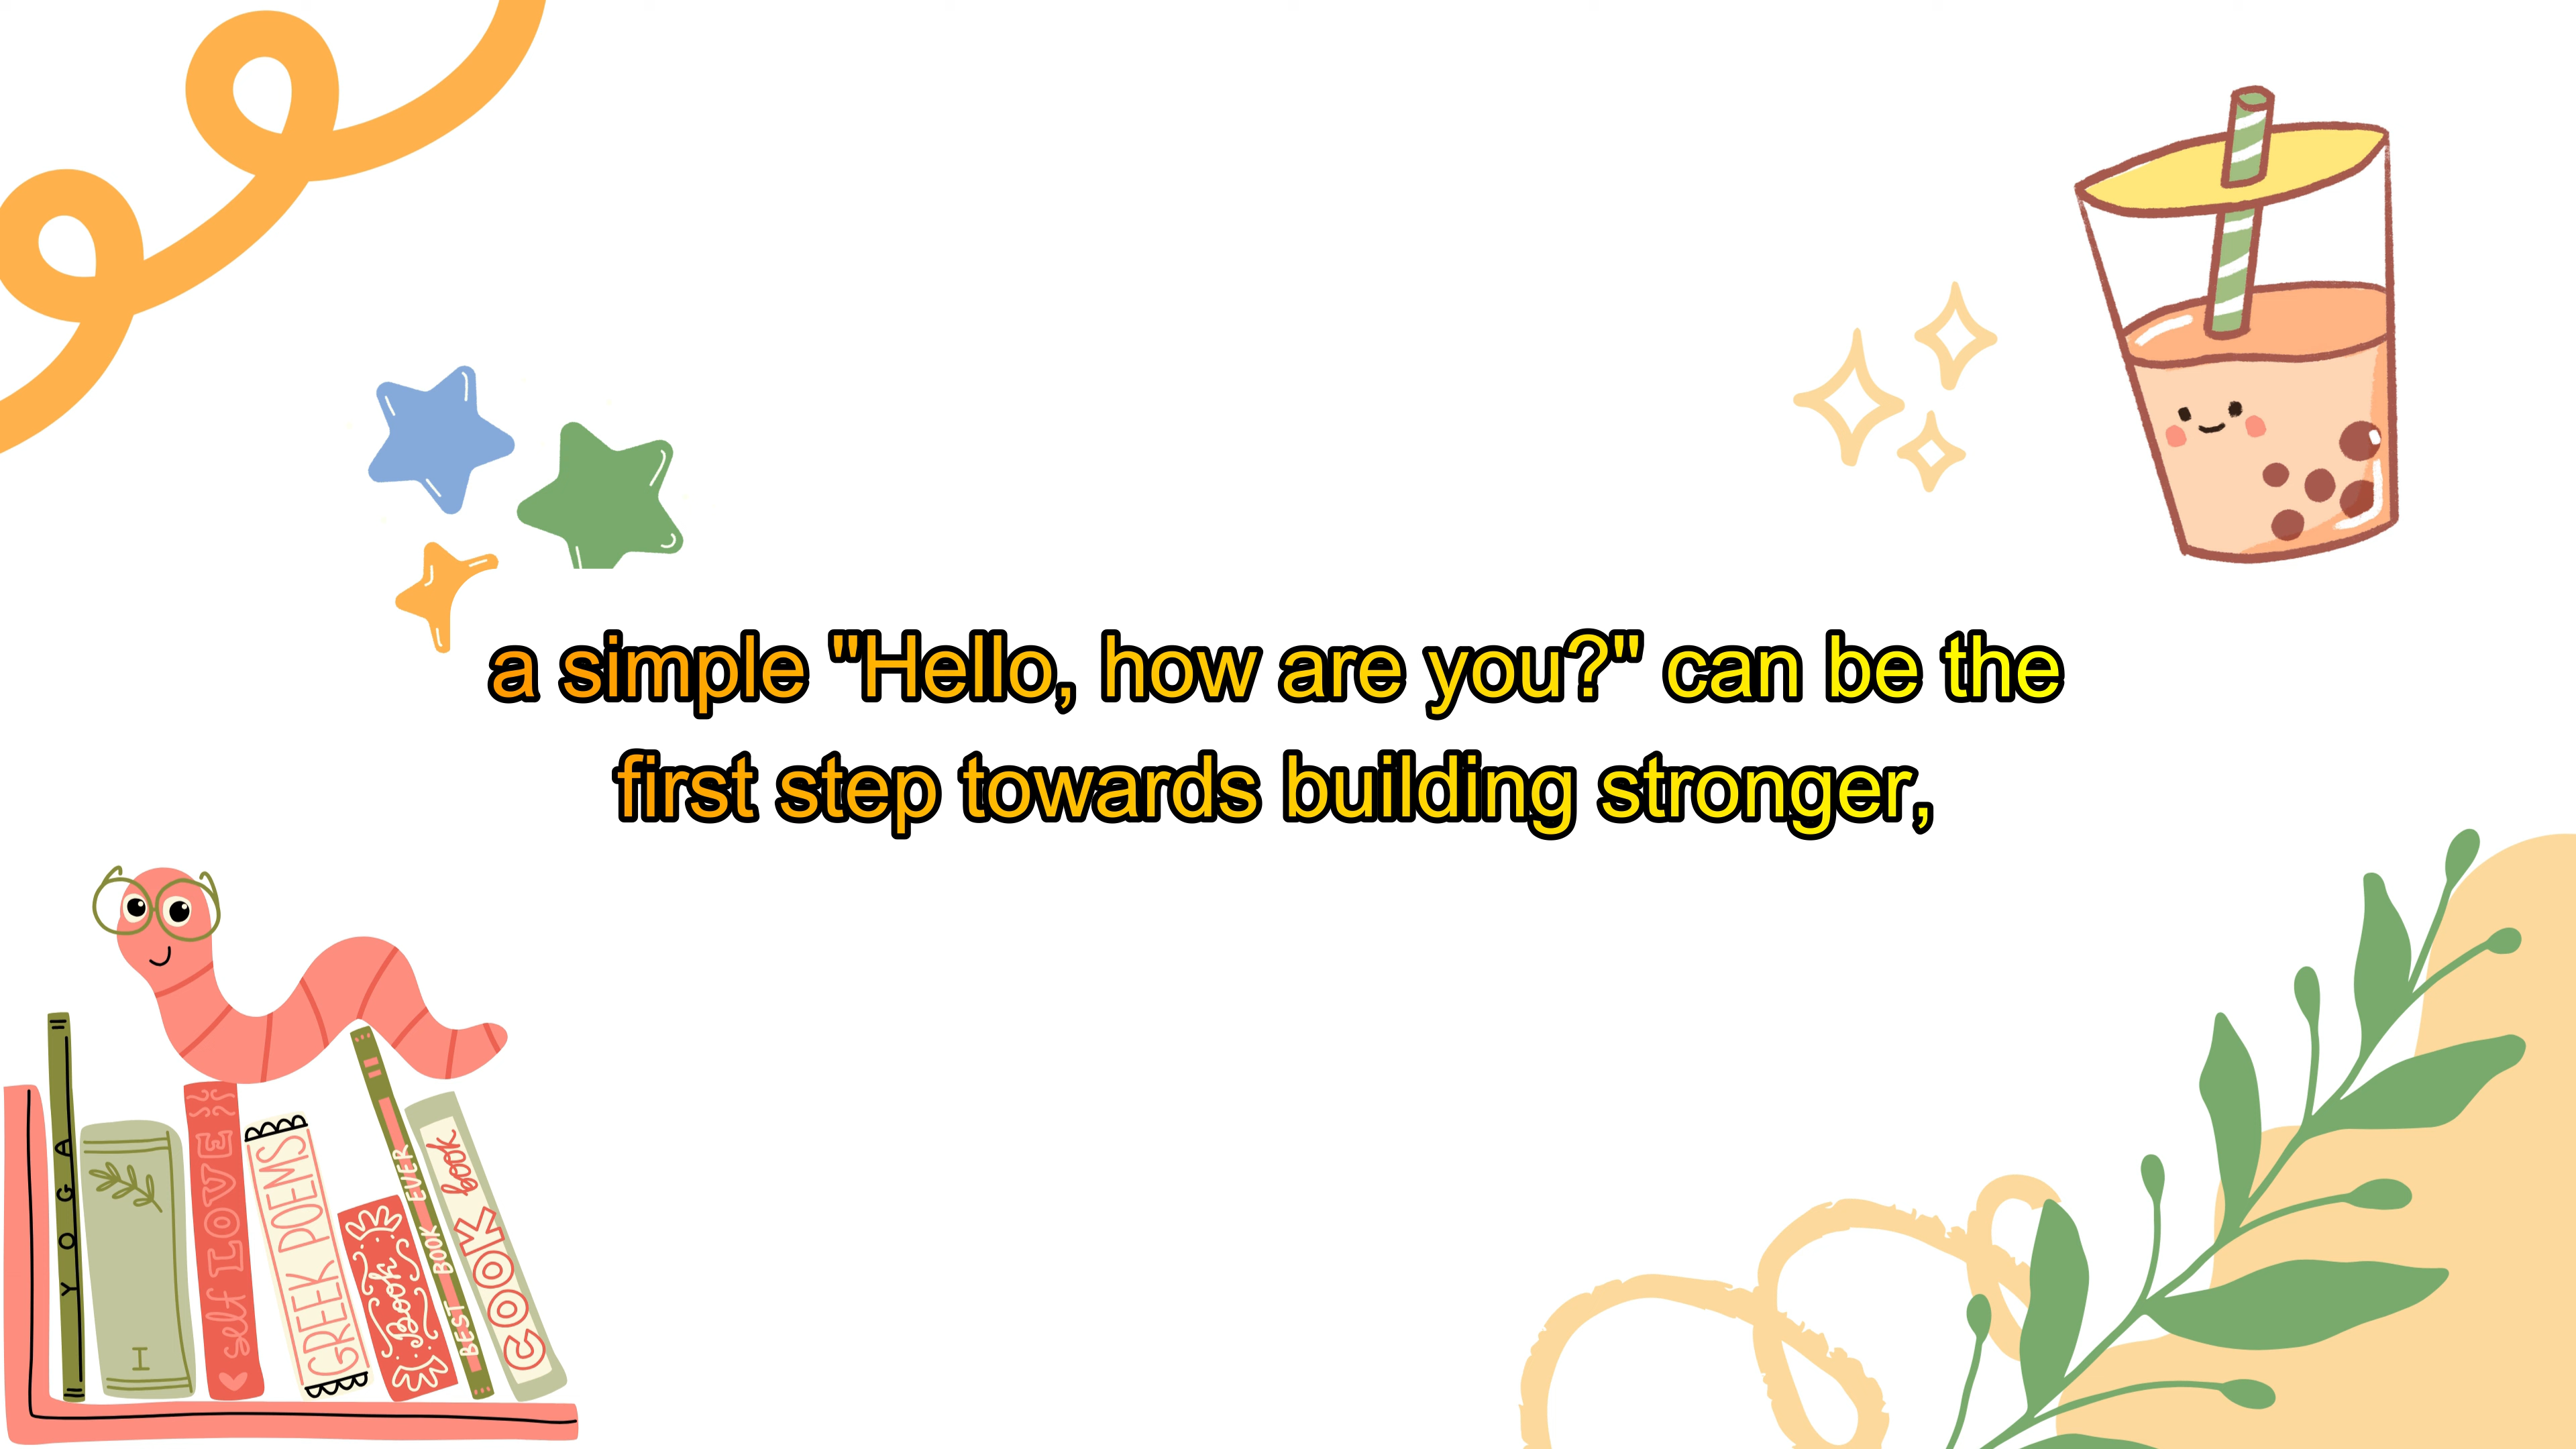 a simple "Hello, how are you?" can be the
first step towards building stronger,
YOGA
I
self LOVE
GREEK POEMS
Book
BEST BOOK EVER
COOK book